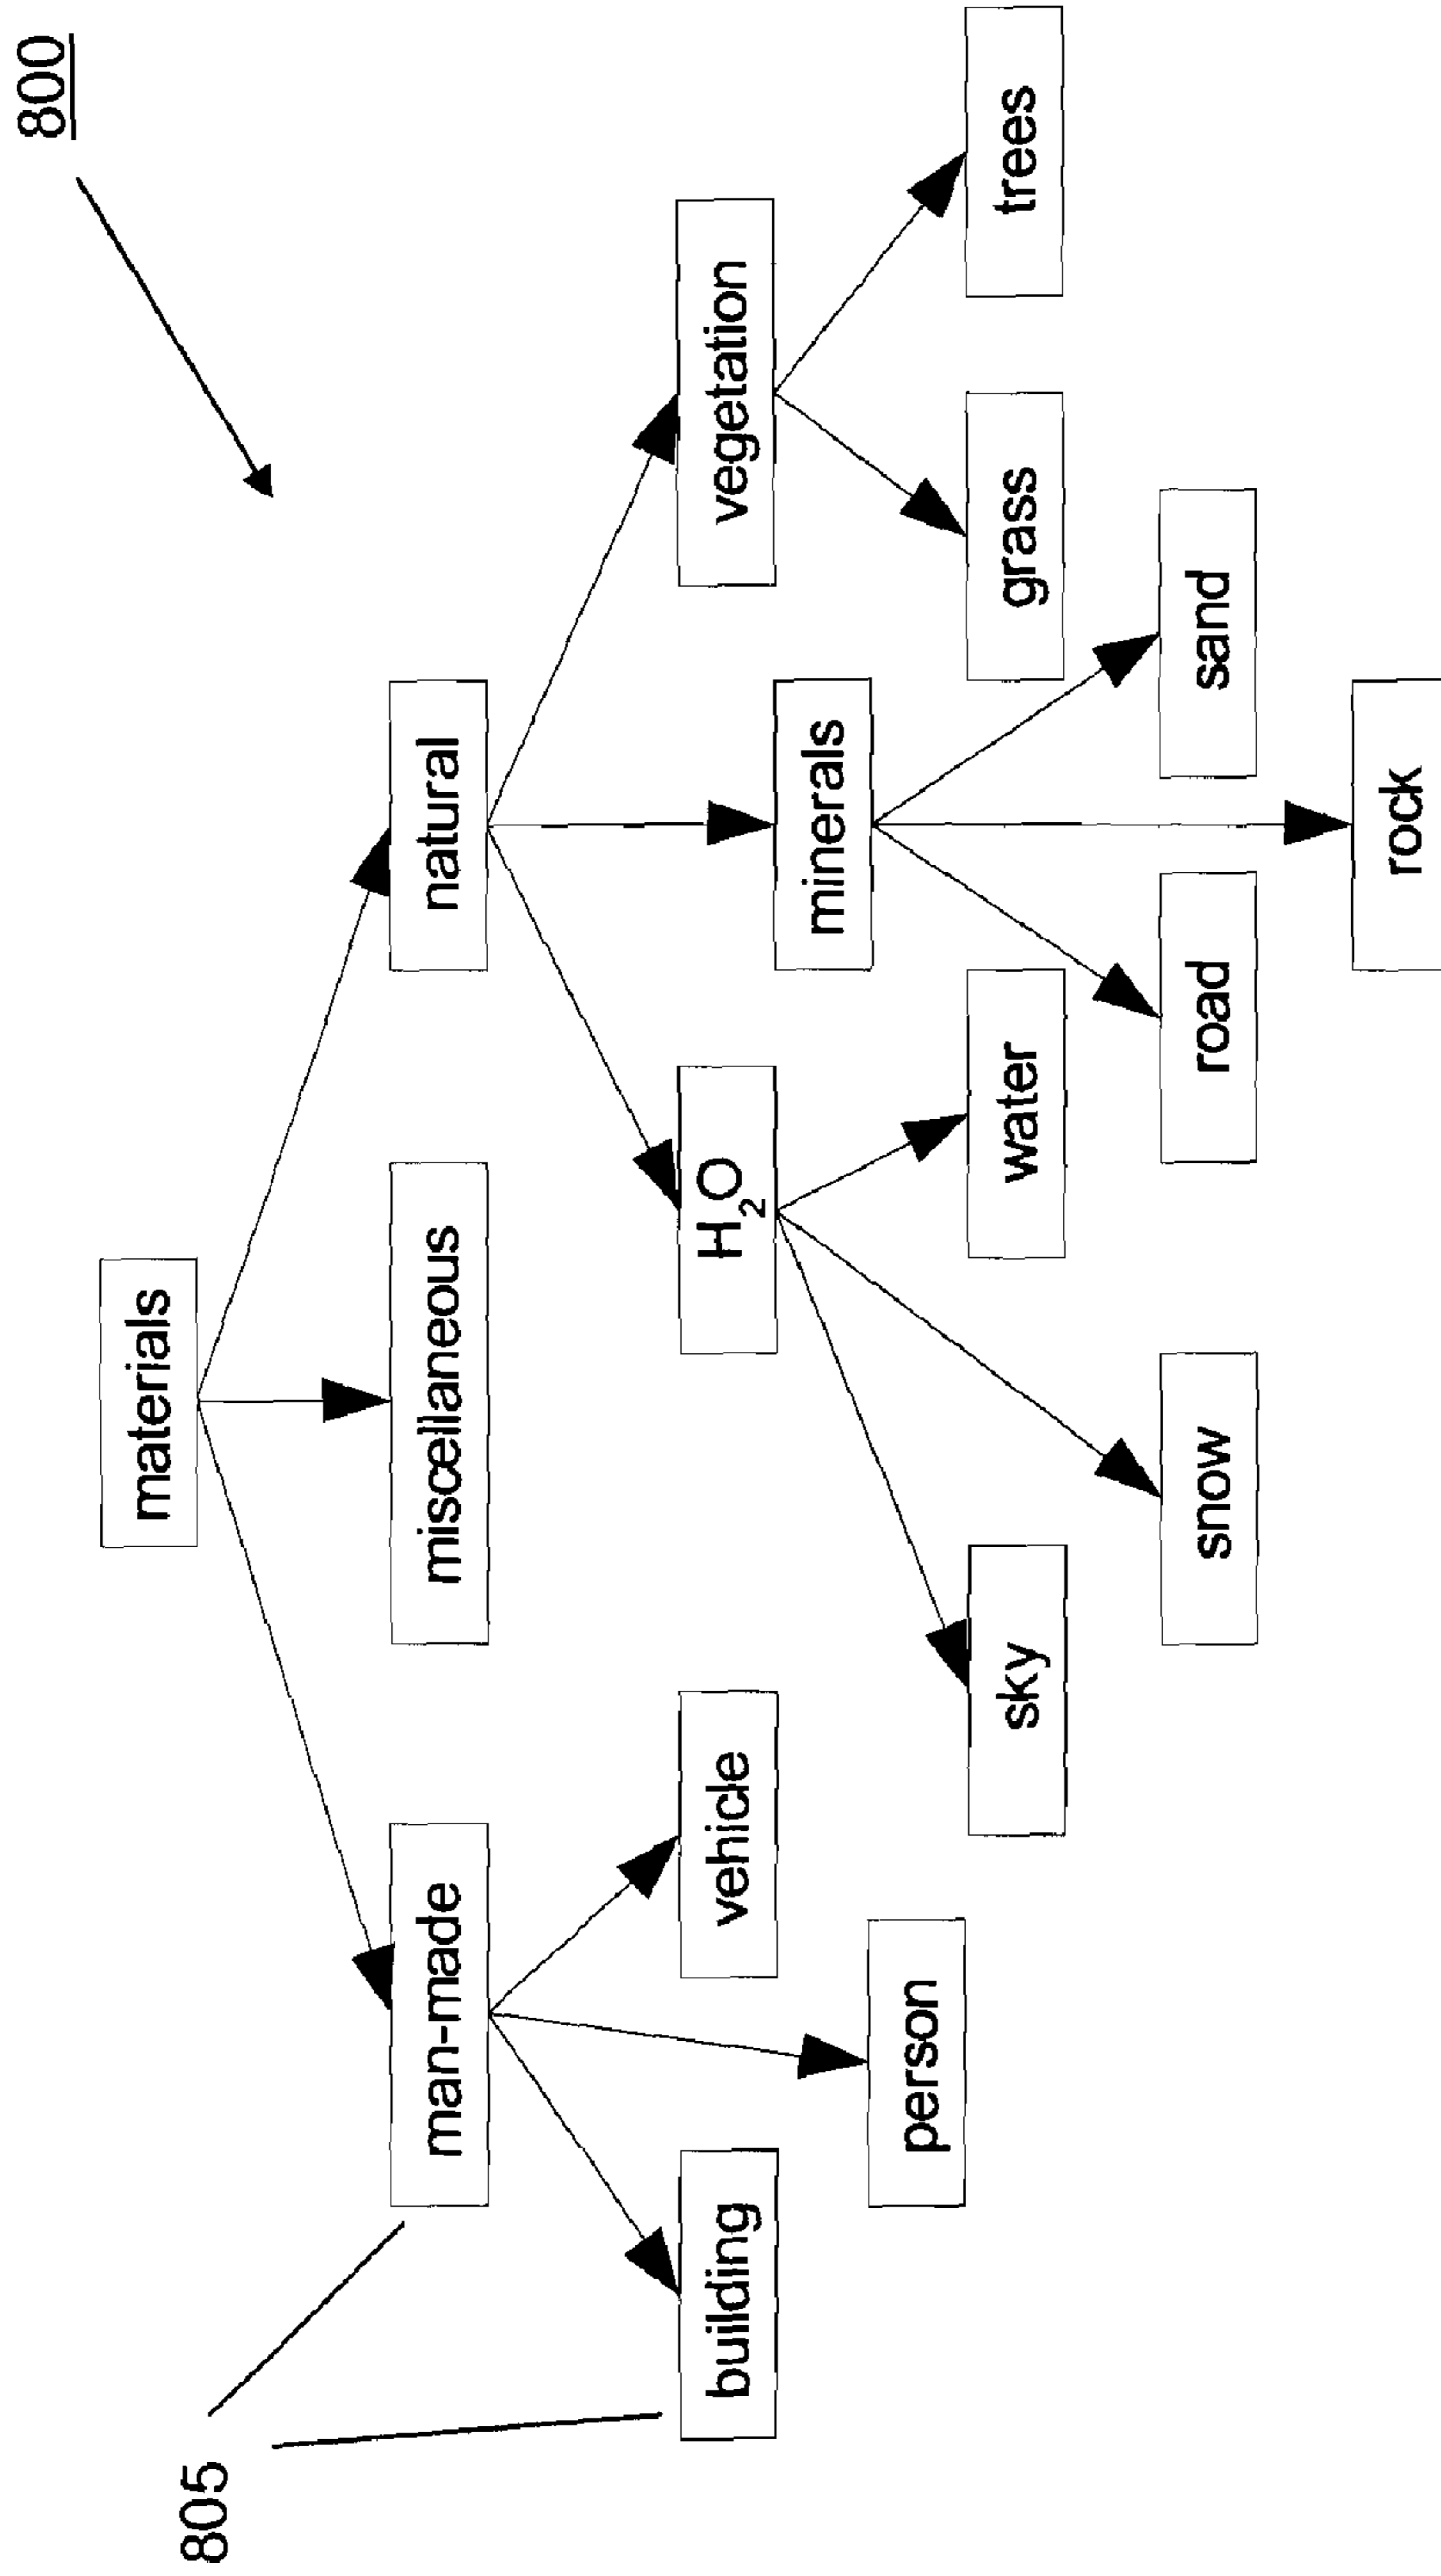 800
materials
805
man-made
miscellaneous
natural
building
vehicle
H₂O
vegetation
person
minerals
sky
water
grass
trees
snow
road
sand
rock